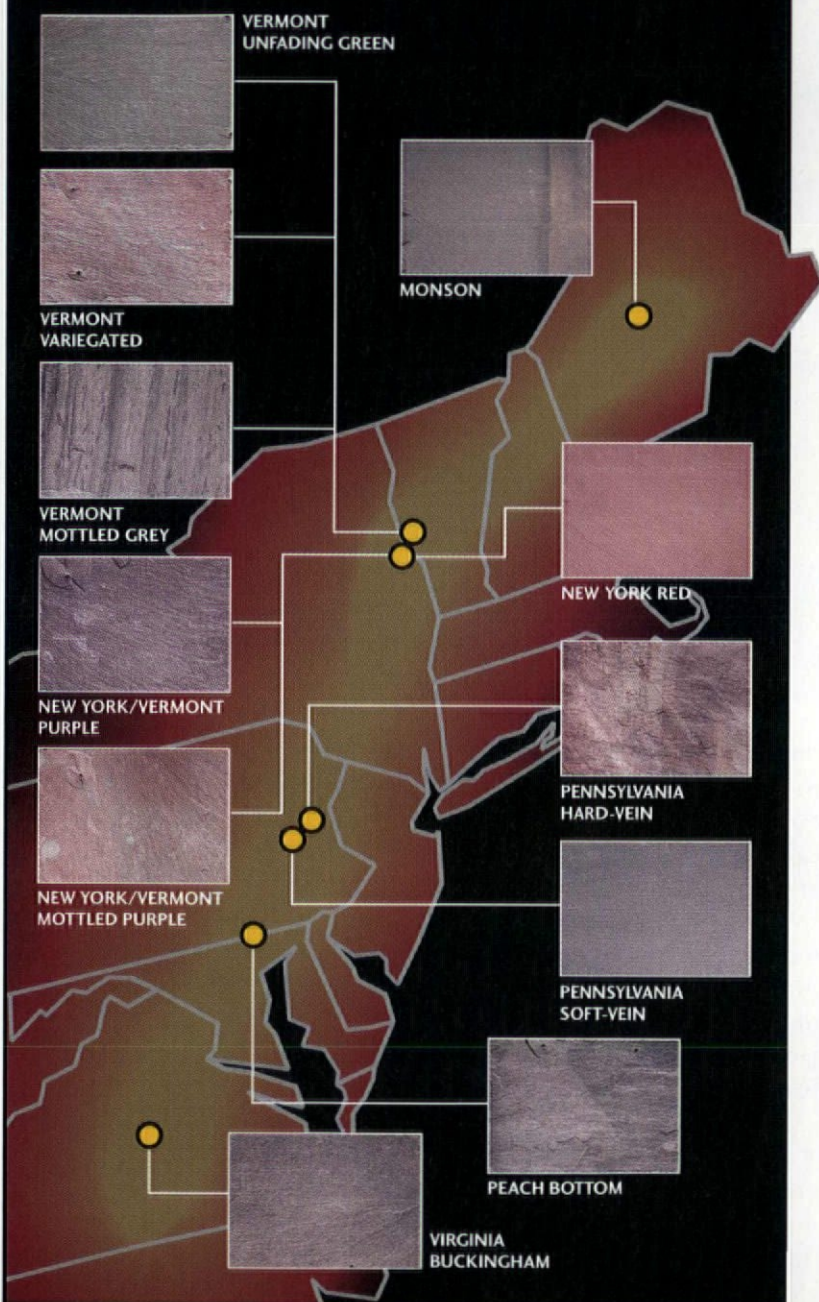 VERMONT
UNFADING GREEN
VERMONT
VARIEGATED
MONSON
VERMONT
MOTTLED GREY
NEW YORK RED
NEW YORK/VERMONT
PURPLE
PENNSYLVANIA
HARD-VEIN
NEW YORK/VERMONT
MOTTLED PURPLE
PENNSYLVANIA
SOFT-VEIN
PEACH BOTTOM
VIRGINIA
BUCKINGHAM